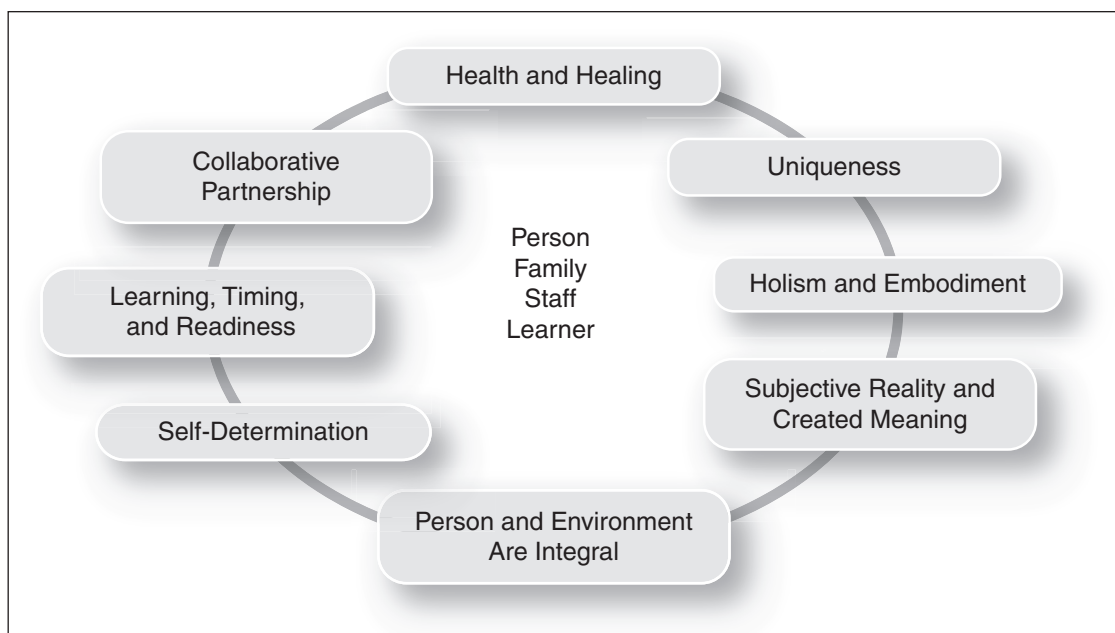 Health and Healing
Uniqueness
Holism and Embodiment
Subjective Reality and
Created Meaning
Person and Environment
Are Integral
Self-Determination
Learning, Timing,
and Readiness
Collaborative
Partnership
Person
Family
Staff
Learner